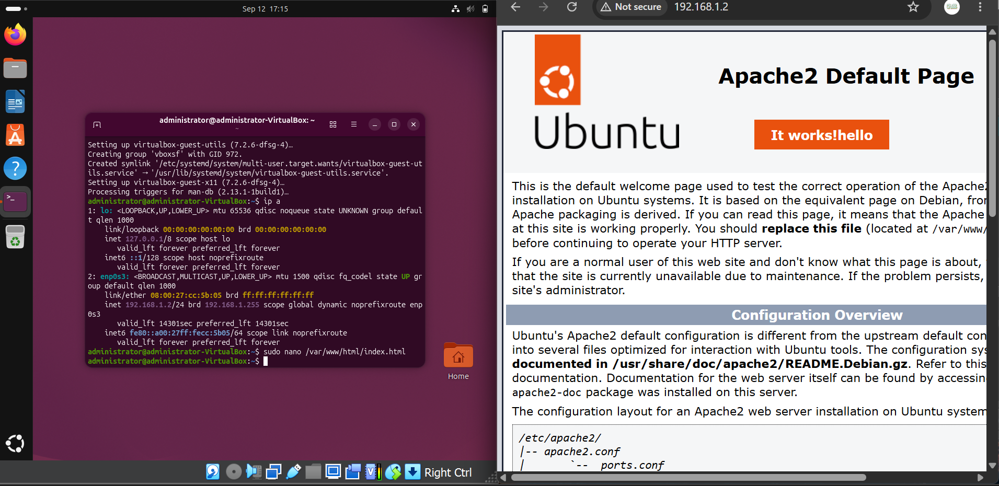 Sep 12 17:15
administrator@administrator-VirtualBox: ~
~
Setting up virtualbox-guest-utils (7.2.6-dfsg-4)…
Creating group 'vboxsf' with GID 972.
Created symlink '/etc/systemd/system/multi-user.target.wants/virtualbox-guest-ut
ils.service' → '/usr/lib/systemd/system/virtualbox-guest-utils.service'.
Setting up virtualbox-guest-x11 (7.2.6-dfsg-4)…
Processing triggers for man-db (2.13.1-1build1)…
administrator@administrator-VirtualBox:~$ ip a
1: lo: <LOOPBACK,UP,LOWER_UP> mtu 65536 qdisc noqueue state UNKNOWN group defaul
t qlen 1000
link/loopback 00:00:00:00:00:00 brd 00:00:00:00:00:00
inet 127.0.0.1/8 scope host lo
valid_lft forever preferred_lft forever
inet6 ::1/128 scope host noprefixroute
valid_lft forever preferred_lft forever
2: enp0s3: <BROADCAST,MULTICAST,UP,LOWER_UP> mtu 1500 qdisc fq_codel state UP gr
oup default qlen 1000
link/ether 08:00:27:cc:5b:05 brd ff:ff:ff:ff:ff:ff
inet 192.168.1.2/24 brd 192.168.1.255 scope global dynamic noprefixroute enp
0s3
valid_lft 14301sec preferred_lft 14301sec
inet6 fe80::a00:27ff:fecc:5b05/64 scope link noprefixroute
valid_lft forever preferred_lft forever
administrator@administrator-VirtualBox:~$ sudo nano /var/www/html/index.html
administrator@administrator-VirtualBox:~$
Home
Right Ctrl
Not secure 192.168.1.2
Ubuntu
Apache2 Default Page
It works!hello
This is the default welcome page used to test the correct operation of the Apache2
installation on Ubuntu systems. It is based on the equivalent page on Debian, from
Apache packaging is derived. If you can read this page, it means that the Apache
at this site is working properly. You should replace this file (located at /var/www/
before continuing to operate your HTTP server.
If you are a normal user of this web site and don't know what this page is about,
that the site is currently unavailable due to maintenance. If the problem persists,
site's administrator.
Configuration Overview
Ubuntu's Apache2 default configuration is different from the upstream default con
into several files optimized for interaction with Ubuntu tools. The configuration sys
documented in /usr/share/doc/apache2/README.Debian.gz. Refer to this
documentation. Documentation for the web server itself can be found by accessin
apache2-doc package was installed on this server.
The configuration layout for an Apache2 web server installation on Ubuntu system
/etc/apache2/
|-- apache2.conf
| `-- ports.conf